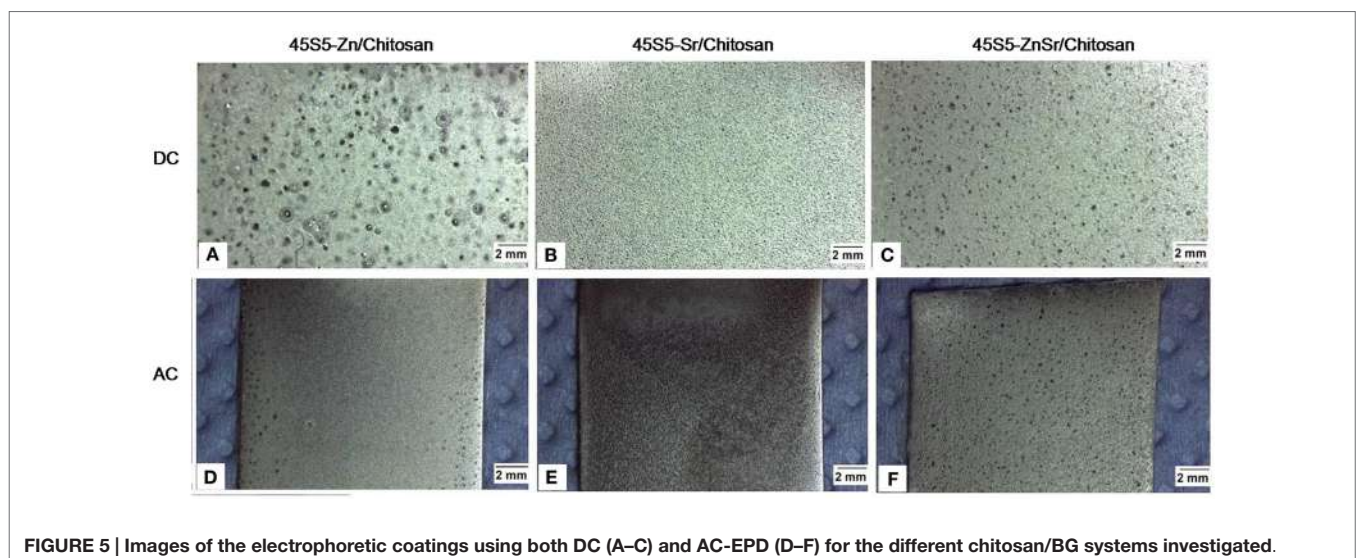 45S5-Zn/Chitosan 45S5-Sr/Chitosan 45S5-ZnSr/Chitosan
DC
A 2 mm B 2 mm C 2 mm
AC
D 2 mm E 2 mm F 2 mm
FIGURE 5 | Images of the electrophoretic coatings using both DC (A–C) and AC-EPD (D–F) for the different chitosan/BG systems investigated.